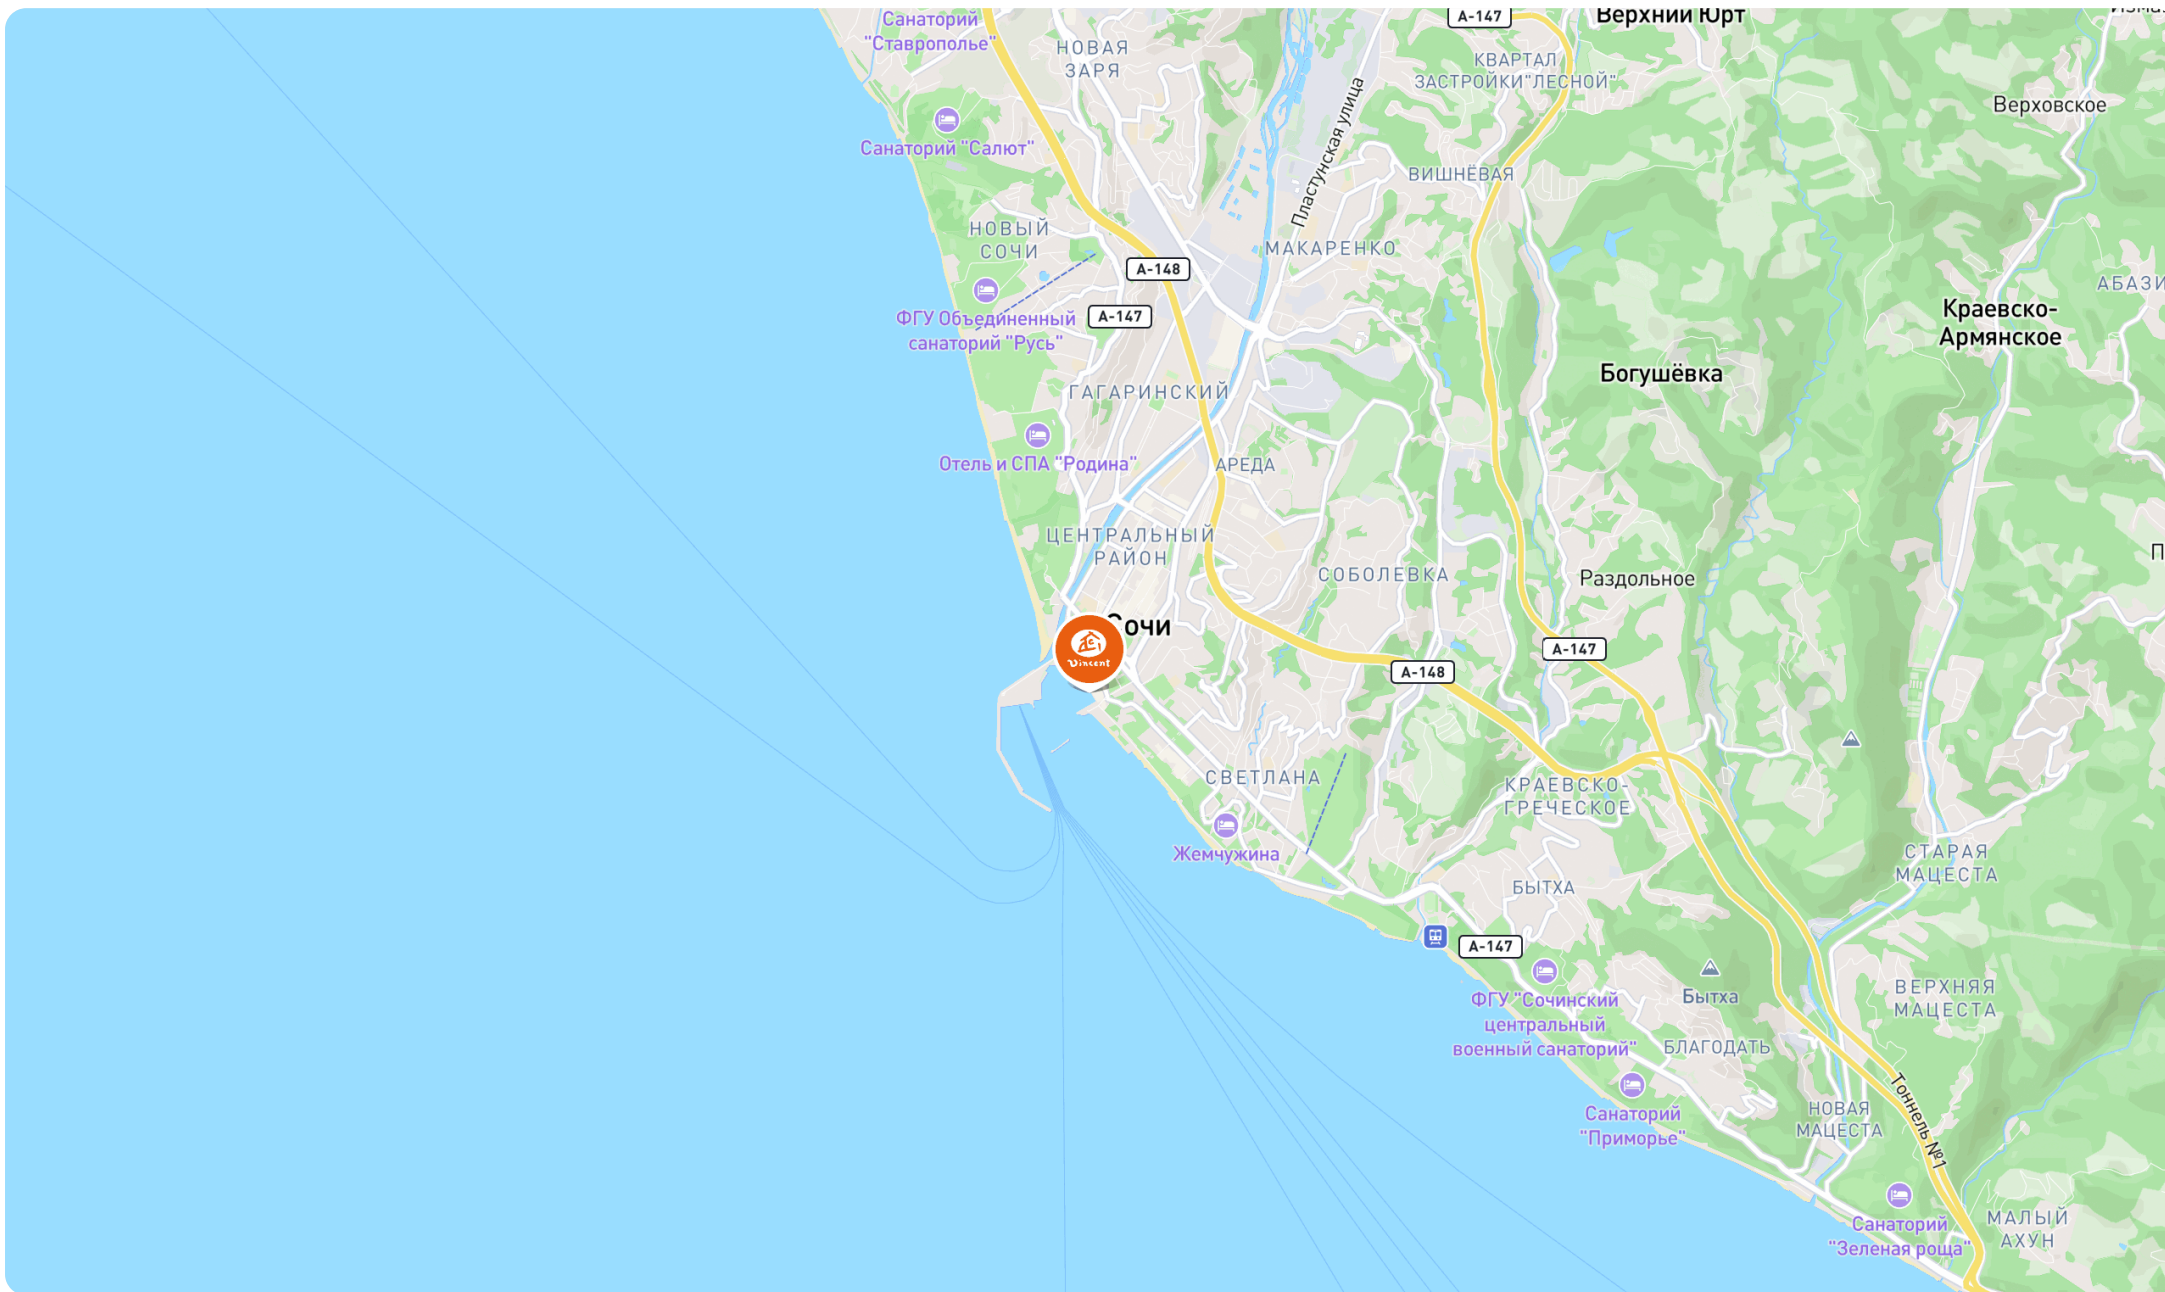 Санаторий
"Ставрополье"
НОВАЯ
ЗАРЯ
А-147
Верхний Юрт
КВАРТАЛ
ЗАСТРОЙКИ"ЛЕСНОЙ"
Верховское
Санаторий "Салют"
Пластунская улица
ВИШНЁВАЯ
НОВЫЙ
СОЧИ
МАКАРЕНКО
А-148
А-147
ФГУ Объединенный
санаторий "Русь"
АБАЗИ
Краевско-
Армянское
Богушёвка
ГАГАРИНСКИЙ
Отель и СПА "Родина"
АРЕДА
ЦЕНТРАЛЬНЫЙ
РАЙОН
П
СОБОЛЕВКА
Раздольное
Сочи
Vincent
А-147
А-148
СВЕТЛАНА
КРАЕВСКО-
ГРЕЧЕСКОЕ
Жемчужина
СТАРАЯ
МАЦЕСТА
БЫТХА
А-147
ФГУ "Сочинский
центральный
военный санаторий"
Бытха
ВЕРХНЯЯ
МАЦЕСТА
БЛАГОДАТЬ
Санаторий
"Приморье"
НОВАЯ
МАЦЕСТА
Тоннель №1
Санаторий
"Зеленая роща"
МАЛЫЙ
АХУН